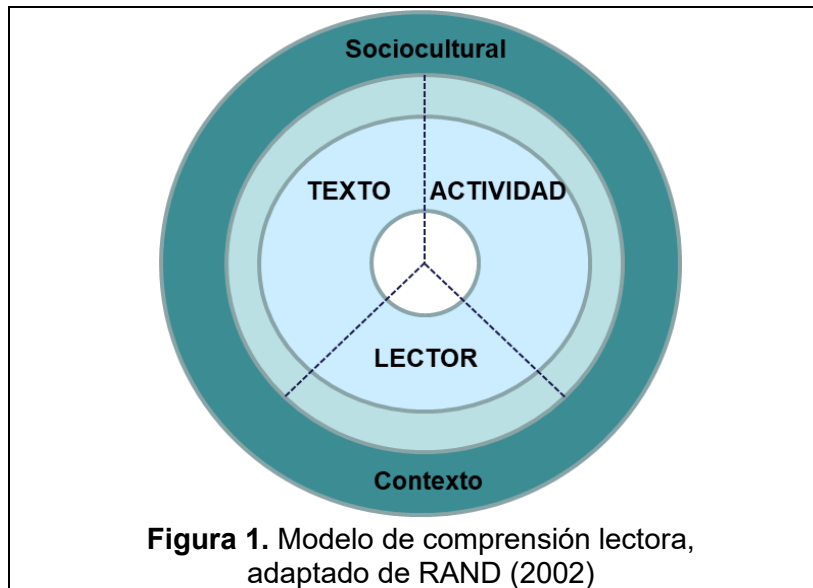 Sociocultural
TEXTO ACTIVIDAD
LECTOR
Contexto
Figura 1. Modelo de comprensión lectora,
adaptado de RAND (2002)